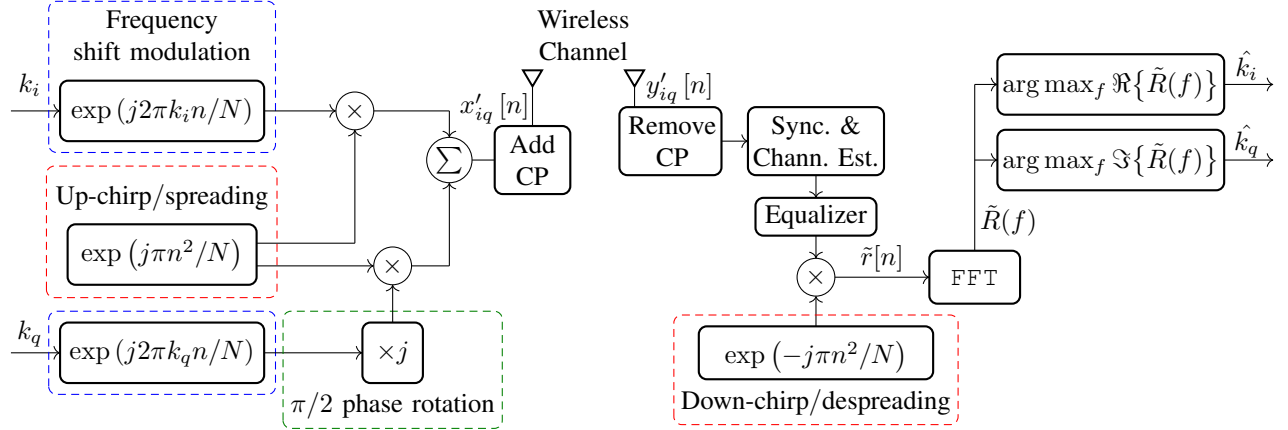 Frequency
shift modulation
k_i
exp (j2πk_i n/N)
×
Up-chirp/spreading
exp (jπn²/N)
×
k_q
exp (j2πk_q n/N)
×j
π/2 phase rotation
∑
x′_{iq} [n]
Add
CP
Wireless
Channel
y′_{iq} [n]
Remove
CP
Sync. &
Chann. Est.
Equalizer
×
r̃[n]
exp (−jπn²/N)
Down-chirp/despreading
FFT
R̃(f)
arg max_f ℜ{R̃(f)}
k̂_i
arg max_f ℑ{R̃(f)}
k̂_q